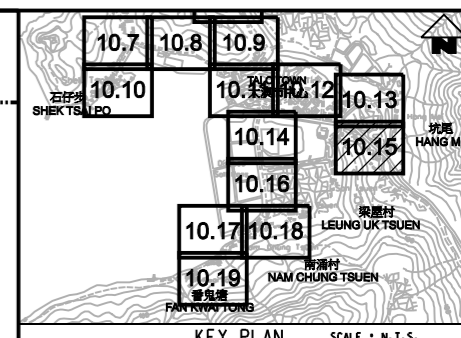 10.7 10.8 10.9
N
10.10 10.11 10.12 10.13
TAI O TOWN
石仔埗
SHEK TSAI PO
10.14 10.15
坑尾
HANG M
10.16
梁屋村
LEUNG UK TSUEN
10.17 10.18
南涌村
NAM CHUNG TSUEN
10.19
番鬼塘
FAN KWAI TONG
KEY PLAN SCALE : N.T.S.